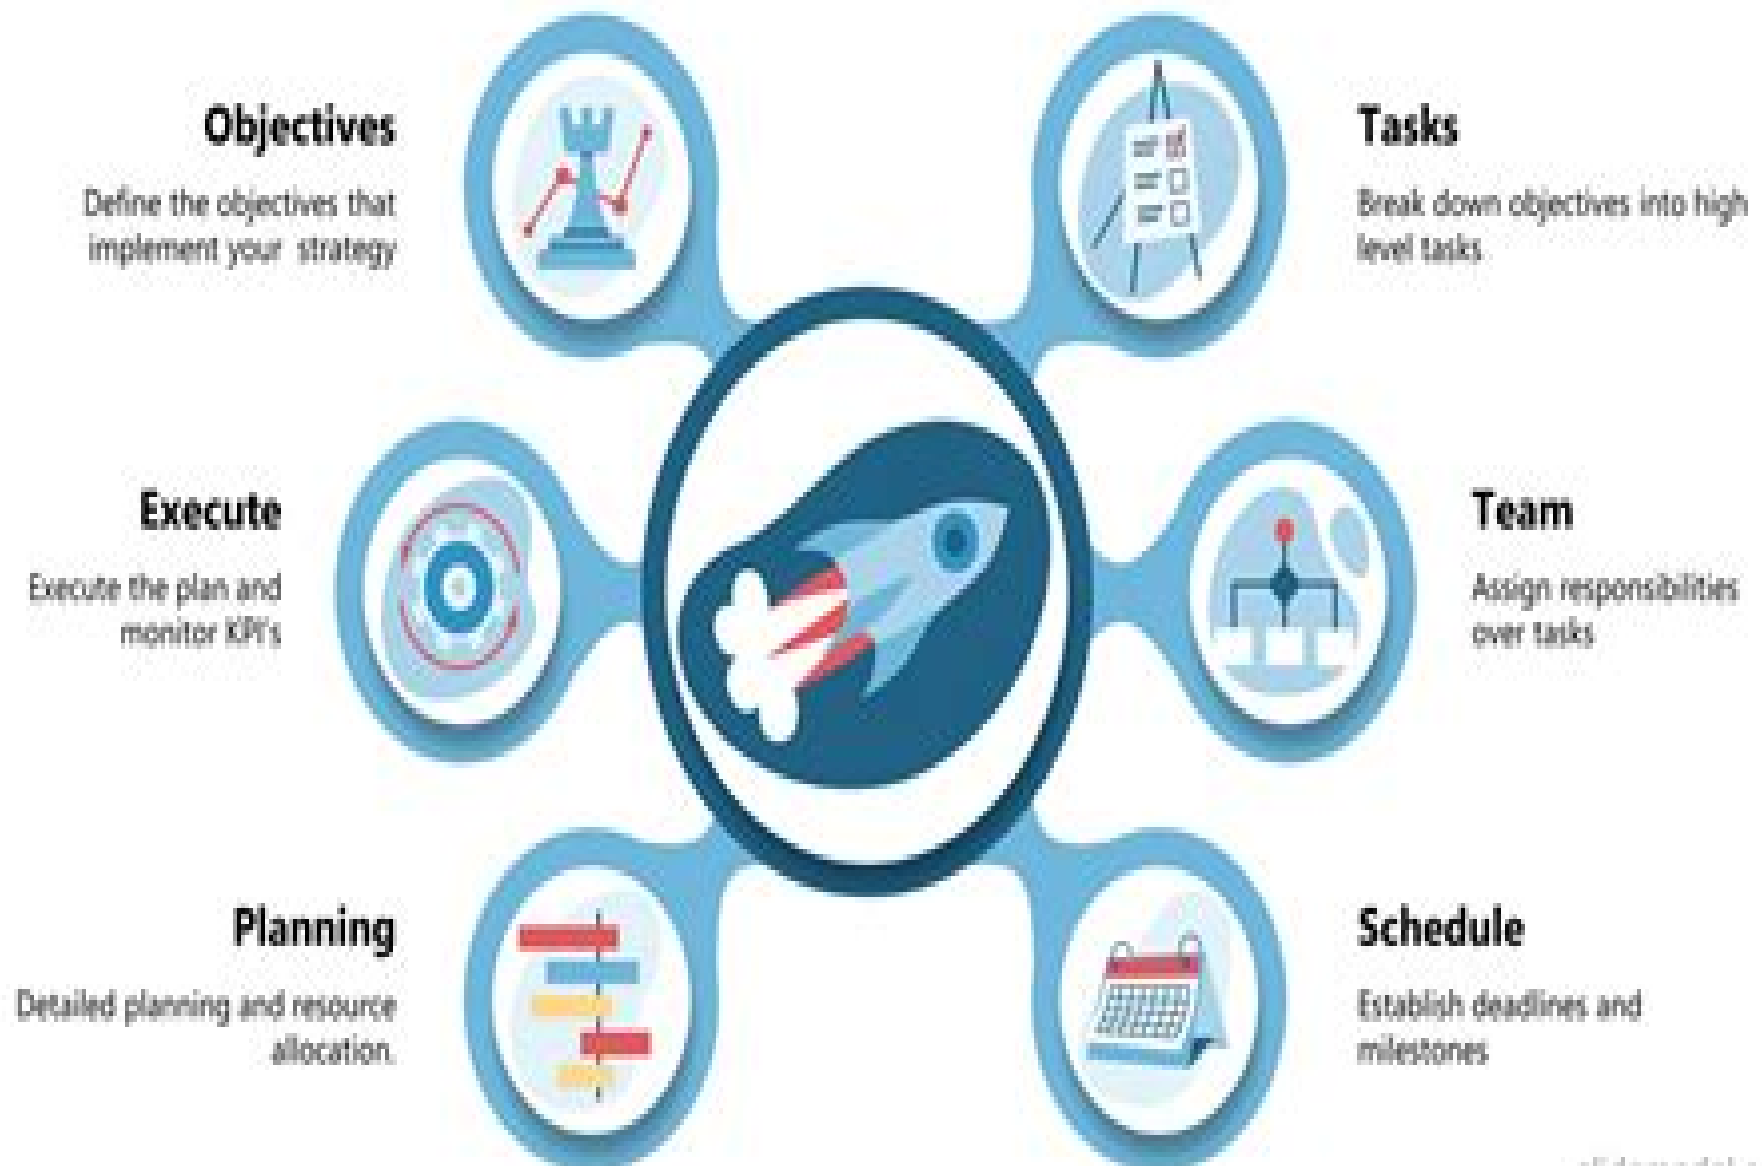 Objectives
Define the objectives that
implement your strategy
Tasks
Break down objectives into high
level tasks
Execute
Execute the plan and
monitor KPI's
Team
Assign responsibilities
over tasks
Planning
Detailed planning and resource
allocation.
Schedule
Establish deadlines and
milestones